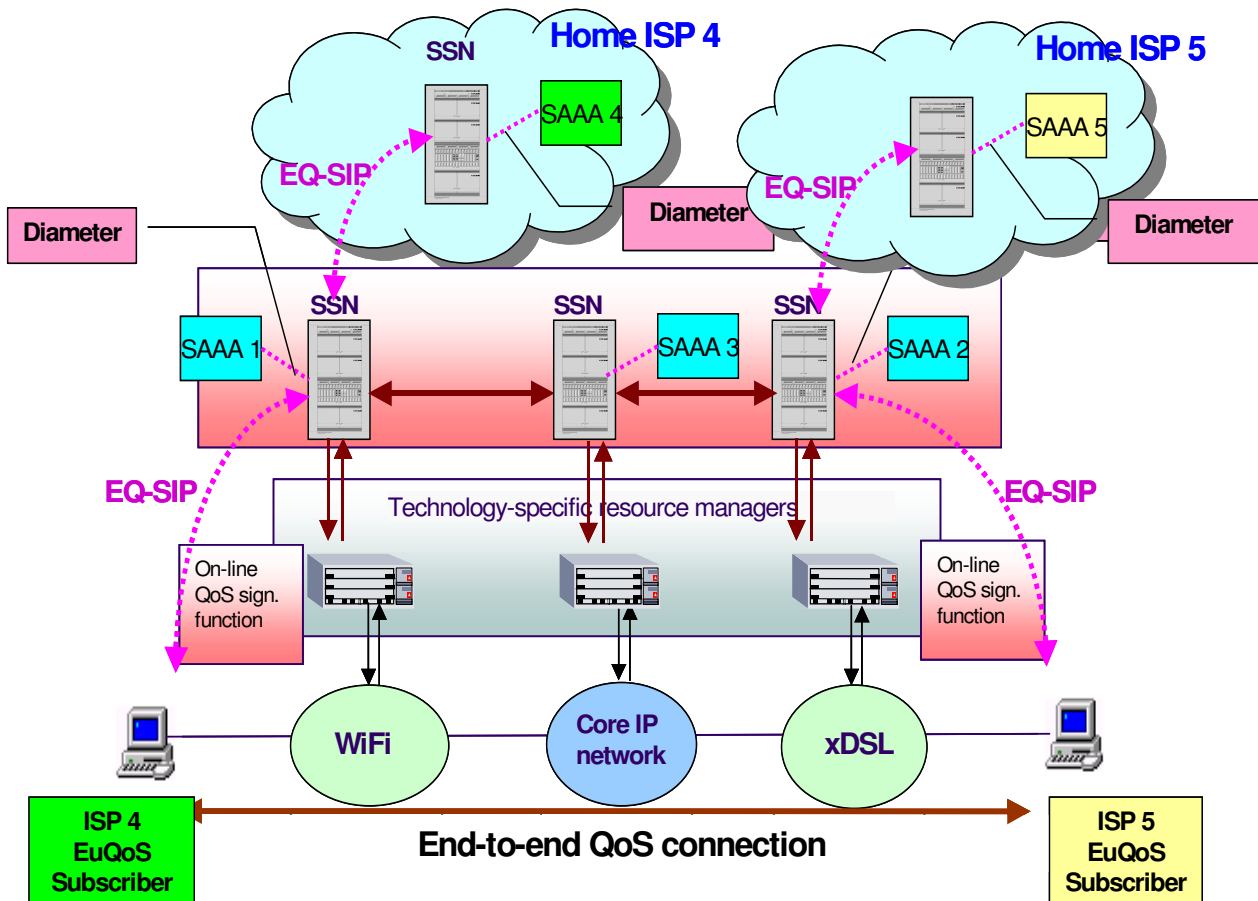 Home ISP 4
SSN
Home ISP 5
SAAA 4
SAAA 5
EQ-SIP
EQ-SIP
Diameter
Diameter
Diameter
SSN
SSN
SSN
SAAA 1
SAAA 3
SAAA 2
EQ-SIP
EQ-SIP
Technology-specific resource managers
On-line
QoS sign.
function
On-line
QoS sign.
function
WiFi
Core IP
network
xDSL
End-to-end QoS connection
ISP 4
EuQoS
Subscriber
ISP 5
EuQoS
Subscriber